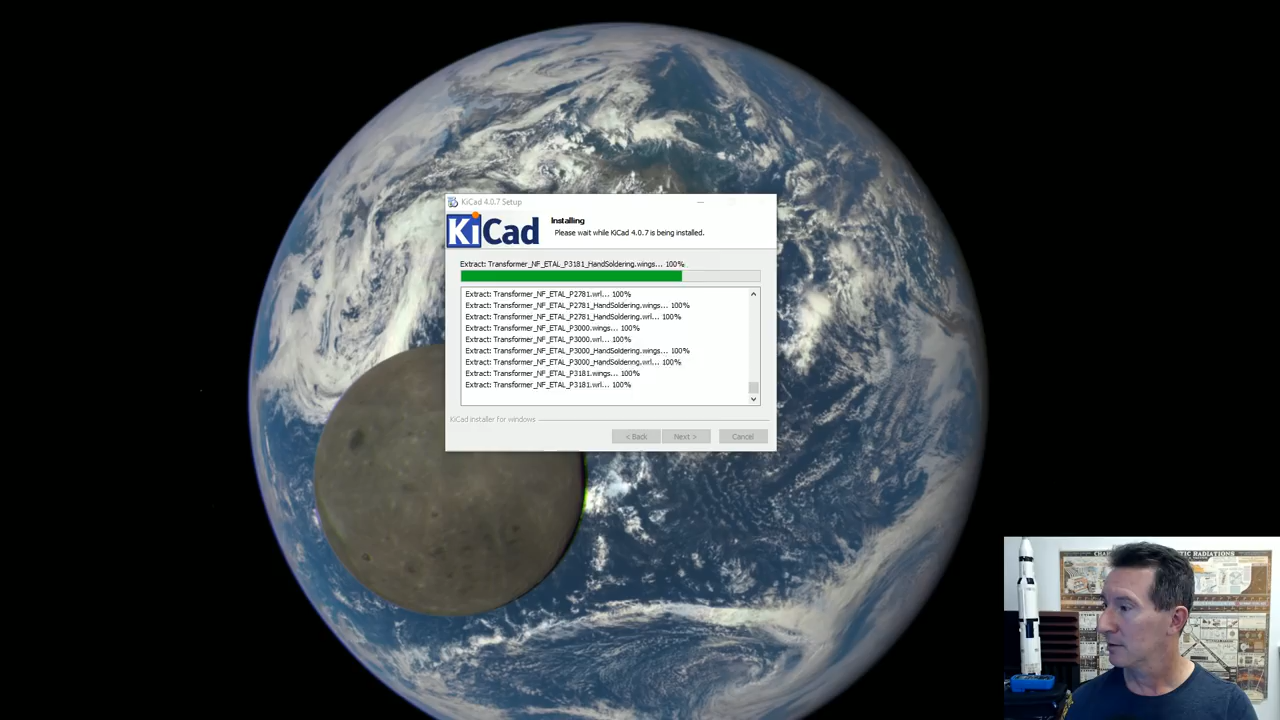 KiCad 4.0.7 Setup
KiCad
Installing
Please wait while KiCad 4.0.7 is being installed.
Extract: Transformer_NF_ETAL_P3181_HandSoldering.wings... 100%
Extract: Transformer_NF_ETAL_P2781.wrl... 100%
Extract: Transformer_NF_ETAL_P2781_HandSoldering.wings... 100%
Extract: Transformer_NF_ETAL_P2781_HandSoldering.wrl... 100%
Extract: Transformer_NF_ETAL_P3000.wings... 100%
Extract: Transformer_NF_ETAL_P3000.wrl... 100%
Extract: Transformer_NF_ETAL_P3000_HandSoldering.wings... 100%
Extract: Transformer_NF_ETAL_P3000_HandSoldering.wrl... 100%
Extract: Transformer_NF_ETAL_P3181.wings... 100%
Extract: Transformer_NF_ETAL_P3181.wrl... 100%
KiCad installer for windows
< Back
Next >
Cancel
RADIATIONS